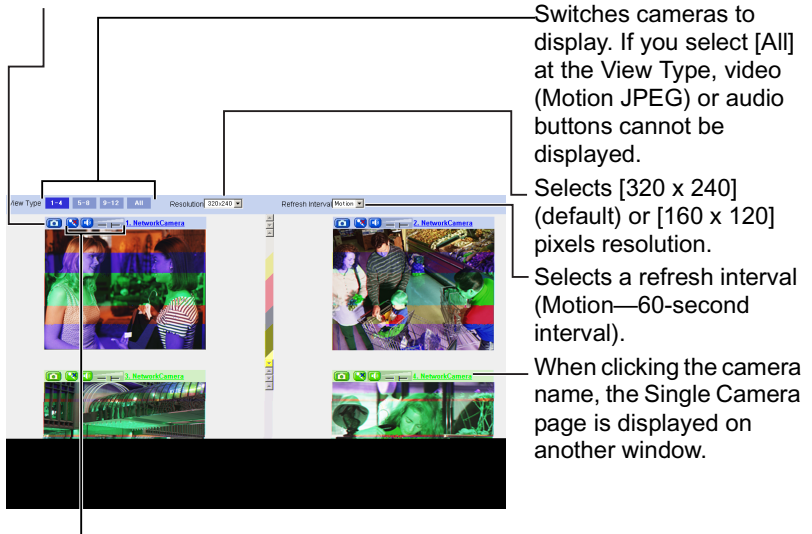 Switches cameras to
display. If you select [All]
at the View Type, video
(Motion JPEG) or audio
buttons cannot be
displayed.
View Type 1-4 5-8 9-12 All Resolution 320x240 Refresh Interval Motion
Selects [320 x 240]
(default) or [160 x 120]
pixels resolution.
1. NetworkCamera
2. NetworkCamera
Selects a refresh interval
(Motion—60-second
interval).
3. NetworkCamera
4. NetworkCamera
When clicking the camera
name, the Single Camera
page is displayed on
another window.